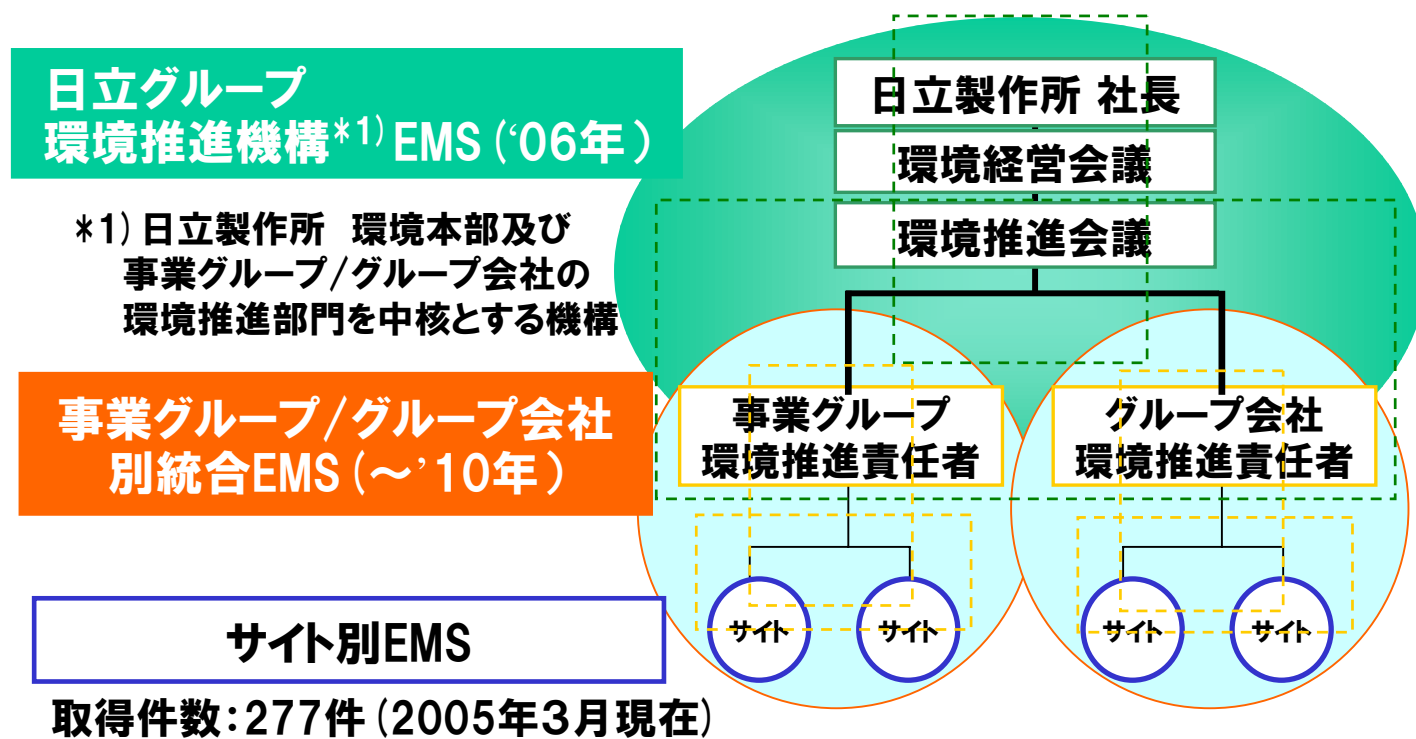 日立グループ
環境推進機構*1) EMS (‘06年)
*1) 日立製作所 環境本部及び
事業グループ/グループ会社の
環境推進部門を中核とする機構
事業グループ/グループ会社
別統合EMS (～’10年)
サイト別EMS
取得件数:277件 (2005年3月現在)
日立製作所 社長
環境経営会議
環境推進会議
事業グループ
環境推進責任者
グループ会社
環境推進責任者
サイト
サイト
サイト
サイト